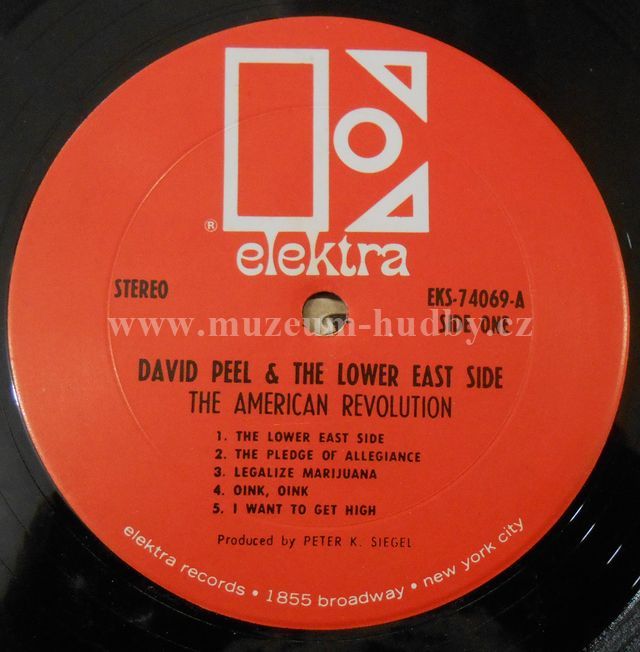 ®
elektra
STEREO
EKS-74069-A
SIDE ONE
www.muzeum-hudby.cz
DAVID PEEL & THE LOWER EAST SIDE
THE AMERICAN REVOLUTION
1. THE LOWER EAST SIDE
2. THE PLEDGE OF ALLEGIANCE
3. LEGALIZE MARIJUANA
4. OINK, OINK
5. I WANT TO GET HIGH
Produced by PETER K. SIEGEL
elektra records • 1855 broadway • new york city